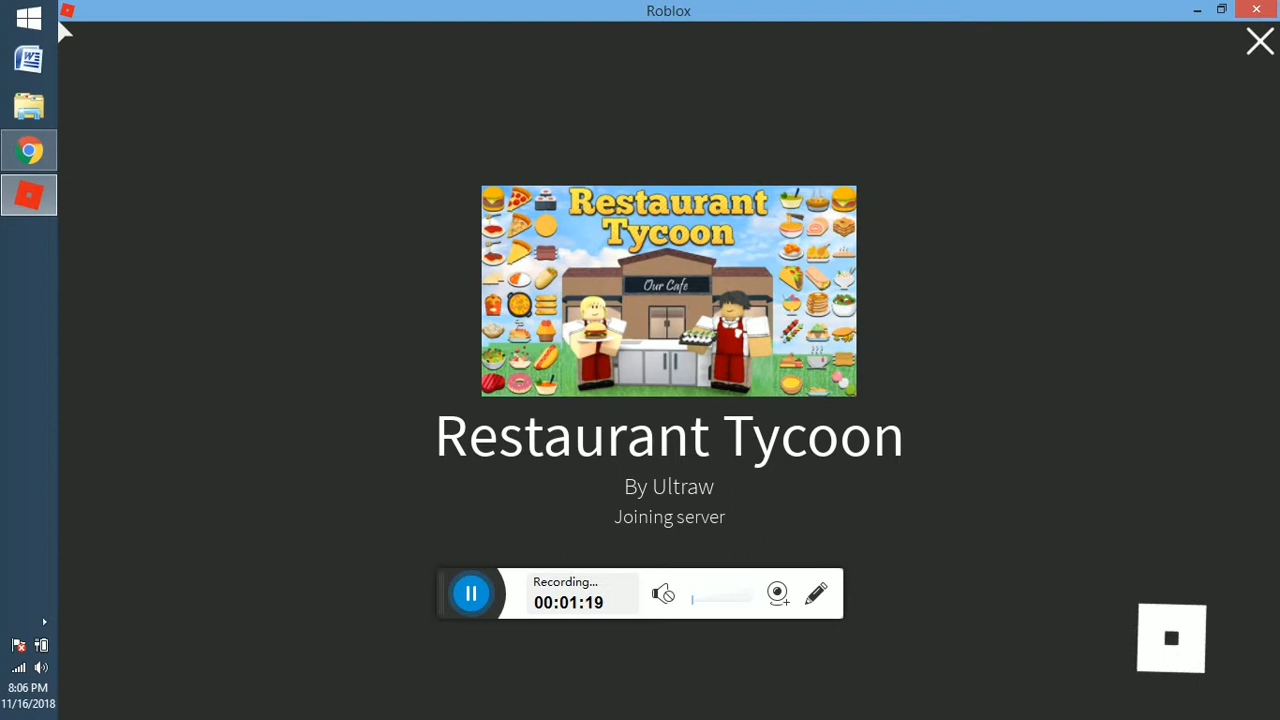 Roblox
Restaurant
Tycoon
Our Cafe
Restaurant Tycoon
By Ultraw
Joining server
Recording...
00:01:19
8:06 PM
11/16/2018